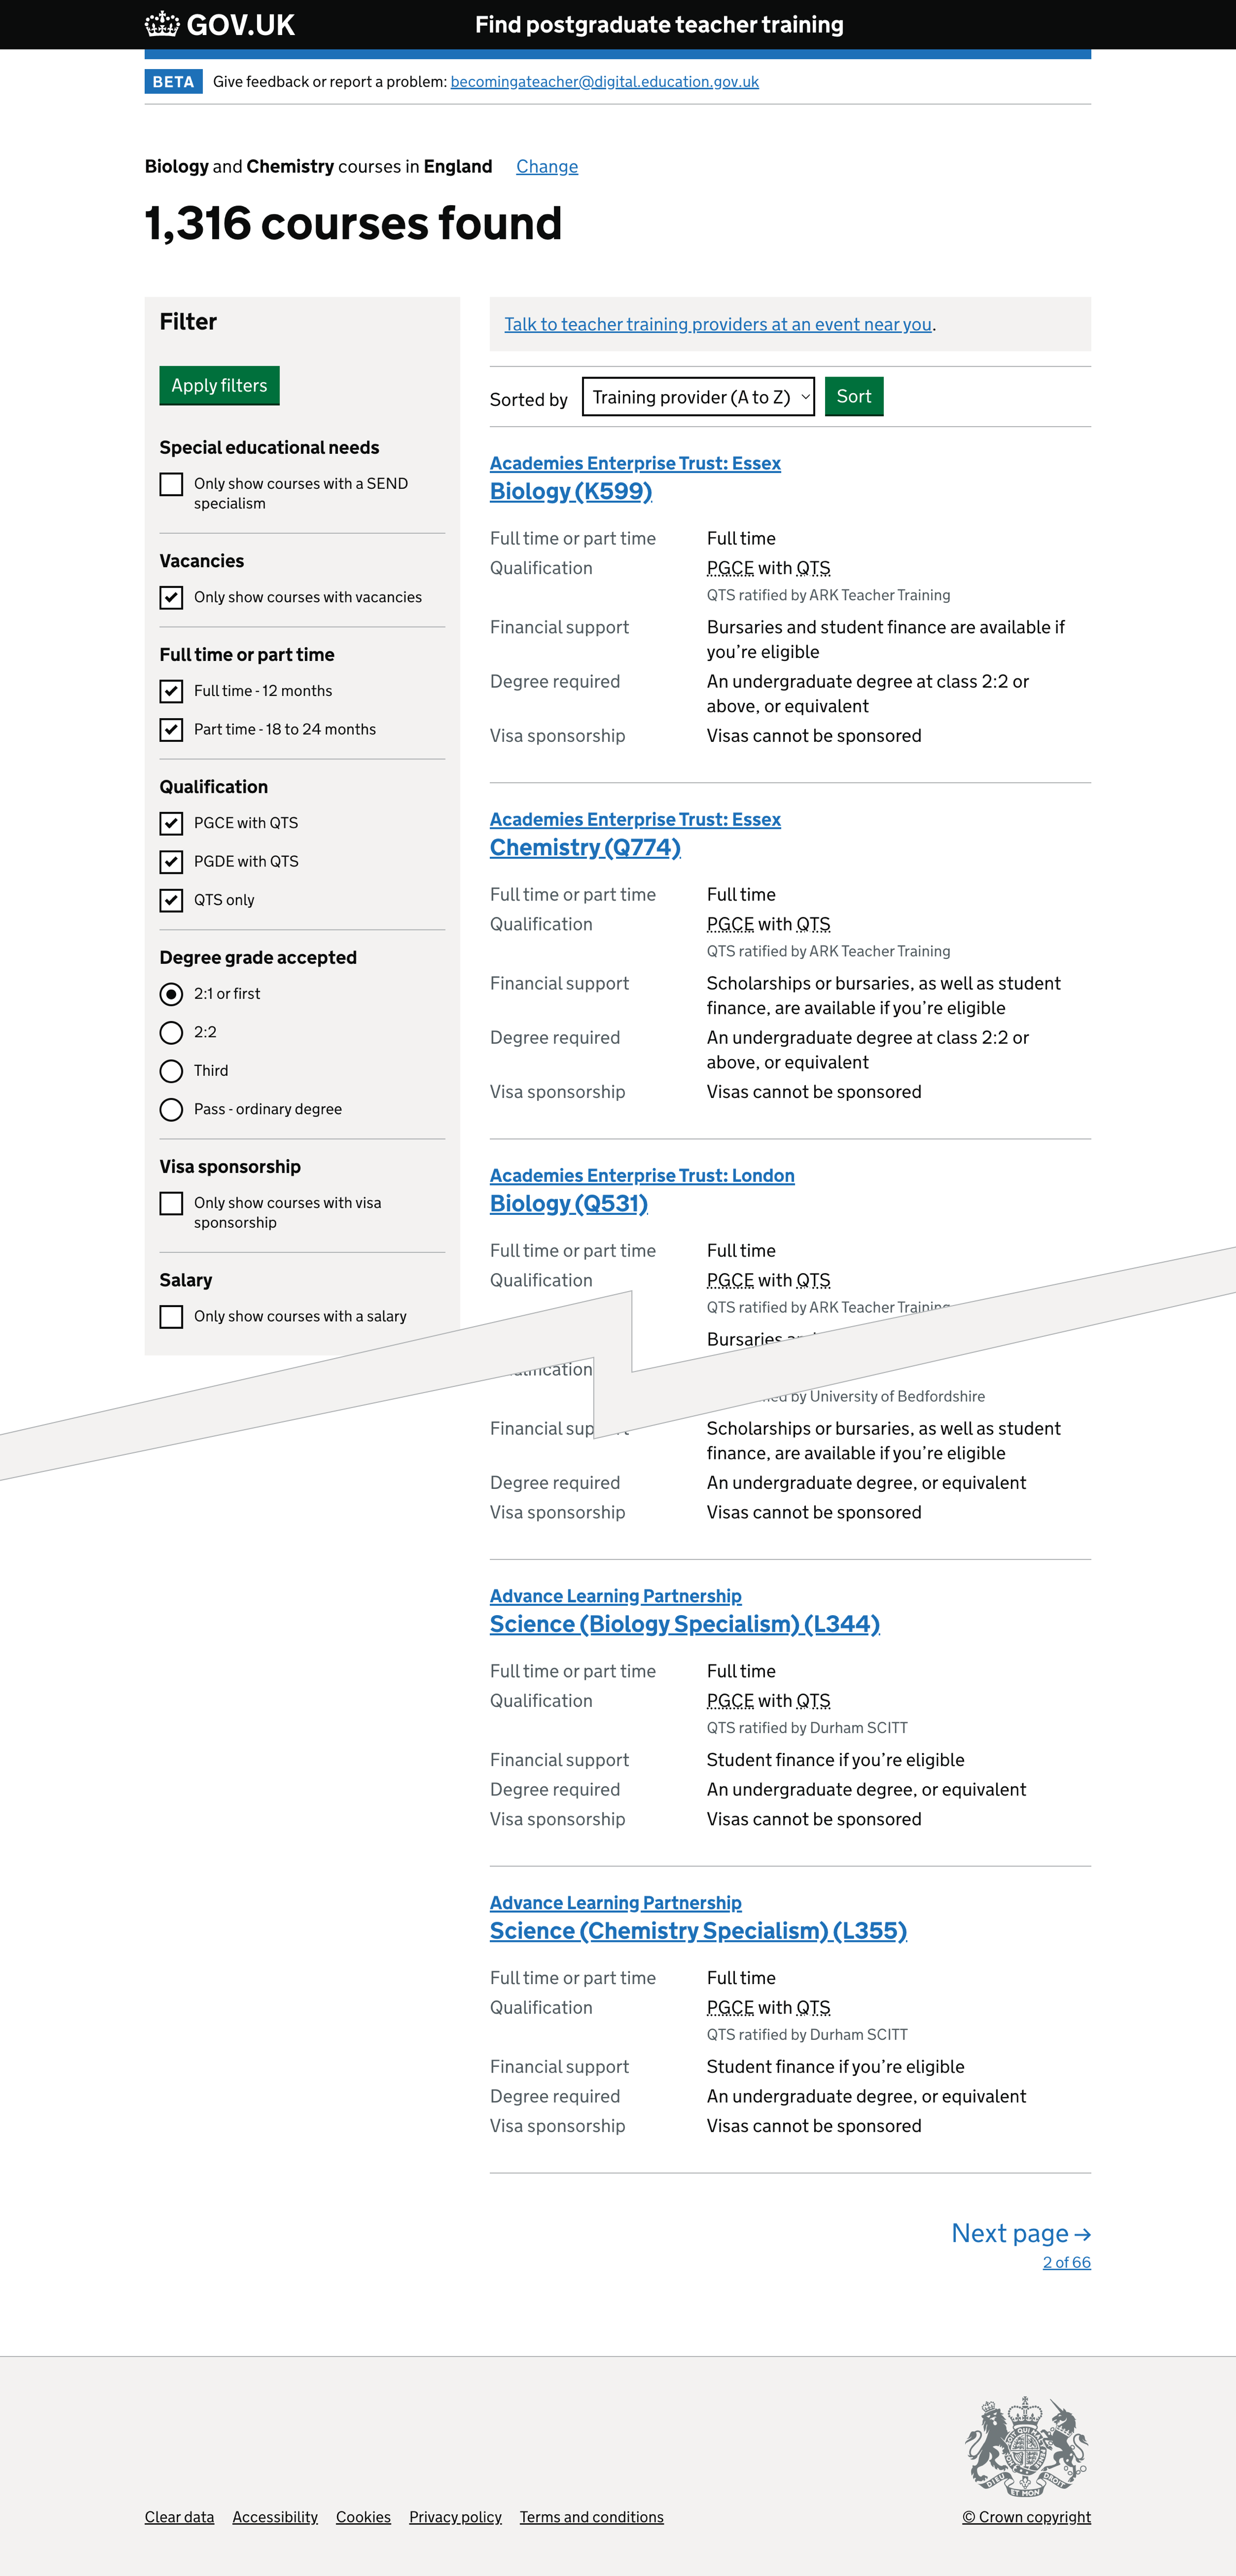 GOV.UK
Find postgraduate teacher training
BETA
Give feedback or report a problem: becomingateacher@digital.education.gov.uk
Biology and Chemistry courses in England
Change
1,316 courses found
Filter
Apply filters
Special educational needs
Only show courses with a SEND
specialism
Vacancies
Only show courses with vacancies
Full time or part time
Full time - 12 months
Part time - 18 to 24 months
Qualification
PGCE with QTS
PGDE with QTS
QTS only
Degree grade accepted
2:1 or first
2:2
Third
Pass - ordinary degree
Visa sponsorship
Only show courses with visa
sponsorship
Salary
Only show courses with a salary
Talk to teacher training providers at an event near you.
Sorted by
Training provider (A to Z)
Sort
Academies Enterprise Trust: Essex
Biology (K599)
Full time or part time
Full time
Qualification
PGCE with QTS
QTS ratified by ARK Teacher Training
Financial support
Bursaries and student finance are available if
you’re eligible
Degree required
An undergraduate degree at class 2:2 or
above, or equivalent
Visa sponsorship
Visas cannot be sponsored
Academies Enterprise Trust: Essex
Chemistry (Q774)
Full time or part time
Full time
Qualification
PGCE with QTS
QTS ratified by ARK Teacher Training
Financial support
Scholarships or bursaries, as well as student
finance, are available if you’re eligible
Degree required
An undergraduate degree at class 2:2 or
above, or equivalent
Visa sponsorship
Visas cannot be sponsored
Academies Enterprise Trust: London
Biology (Q531)
Full time or part time
Full time
Qualification
PGCE with QTS
QTS ratified by ARK Teacher Training
Bursaries
by University of Bedfordshire
Financial
Scholarships or bursaries, as well as student
finance, are available if you’re eligible
Degree required
An undergraduate degree, or equivalent
Visa sponsorship
Visas cannot be sponsored
Advance Learning Partnership
Science (Biology Specialism) (L344)
Full time or part time
Full time
Qualification
PGCE with QTS
QTS ratified by Durham SCITT
Financial support
Student finance if you’re eligible
Degree required
An undergraduate degree, or equivalent
Visa sponsorship
Visas cannot be sponsored
Advance Learning Partnership
Science (Chemistry Specialism) (L355)
Full time or part time
Full time
Qualification
PGCE with QTS
QTS ratified by Durham SCITT
Financial support
Student finance if you’re eligible
Degree required
An undergraduate degree, or equivalent
Visa sponsorship
Visas cannot be sponsored
Next page →
2 of 66
DIEU ET MON DROIT
Clear data
Accessibility
Cookies
Privacy policy
Terms and conditions
© Crown copyright